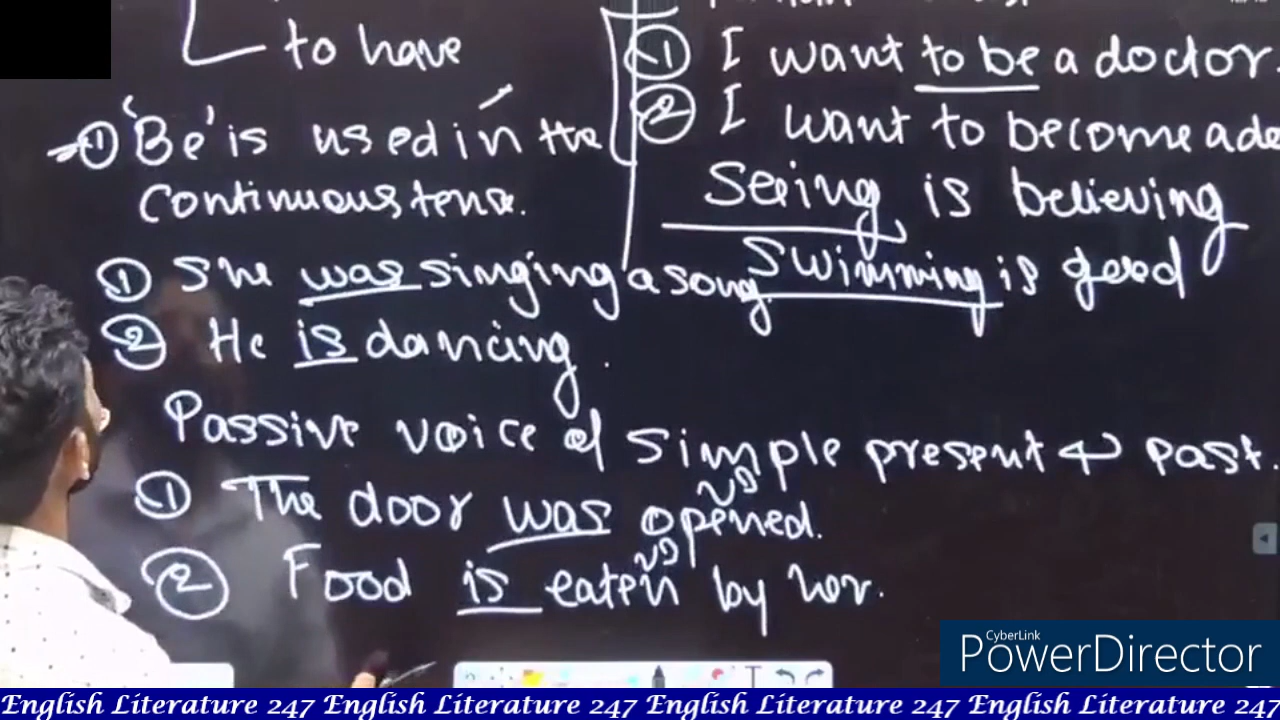 to have
① 'Be' is used in the
continuous tense.
① She was singing a song.
② He is dancing.
① I want to be a doctor.
② I want to become a
Seeing is believing
Swimming is good
Passive voice of simple present & past.
V3
① The door was opened.
V3
② Food is eaten by her.
CyberLink
PowerDirector
English Literature 247 English Literature 247 English Literature 247 English Literature 247